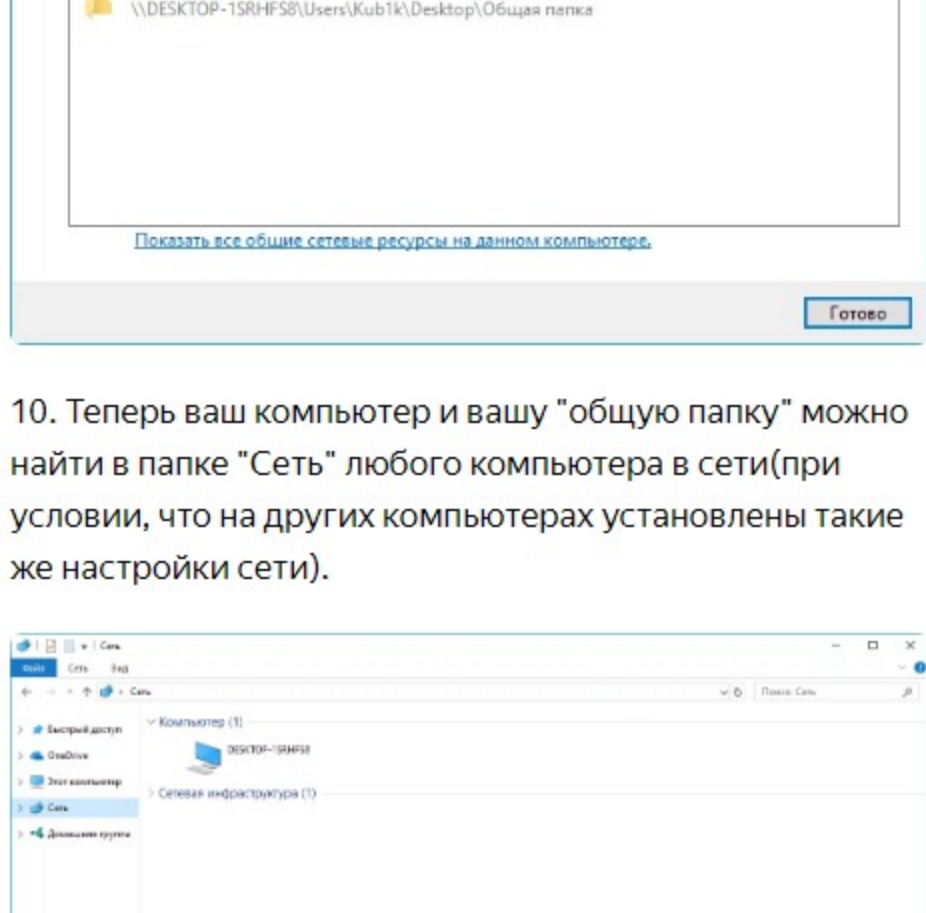 \\DESKTOP-1SRHFS8\Users\Kub1k\Desktop\Общая папка
Показать все общие сетевые ресурсы на данном компьютере.
Готово
10. Теперь ваш компьютер и вашу "общую папку" можно
найти в папке "Сеть" любого компьютера в сети(при
условии, что на других компьютерах установлены такие
же настройки сети).
Сеть
Файл Сеть Вид
Сеть
Поиск: Сеть
Быстрый доступ
OneDrive
Этот компьютер
Сеть
Домашняя группа
Компьютер (1)
DESKTOP-1SRHFS8
Сетевая инфраструктура (1)